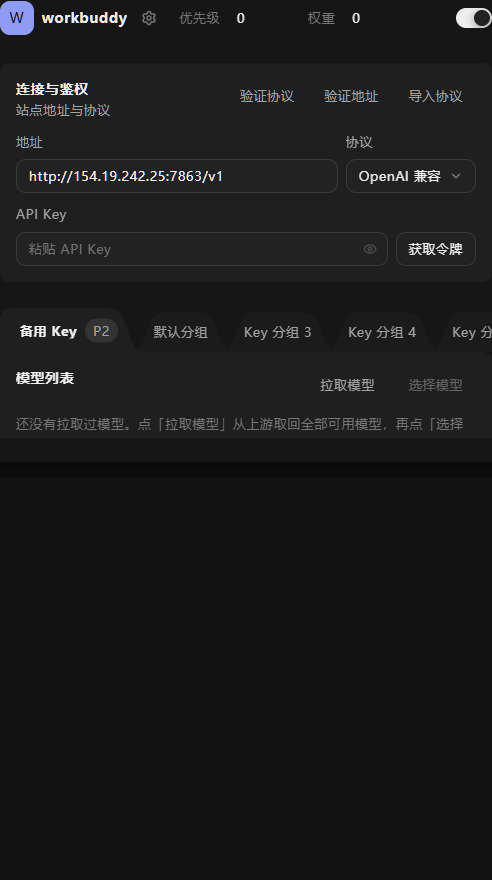 W workbuddy 优先级 0 权重 0
连接与鉴权
站点地址与协议
验证协议 验证地址 导入协议
地址 协议
http://154.19.242.25:7863/v1 OpenAI 兼容
API Key
粘贴 API Key 获取令牌
备用 Key P2 默认分组 Key 分组 3 Key 分组 4 Key 分
模型列表
拉取模型 选择模型
还没有拉取过模型。点「拉取模型」从上游取回全部可用模型，再点「选择